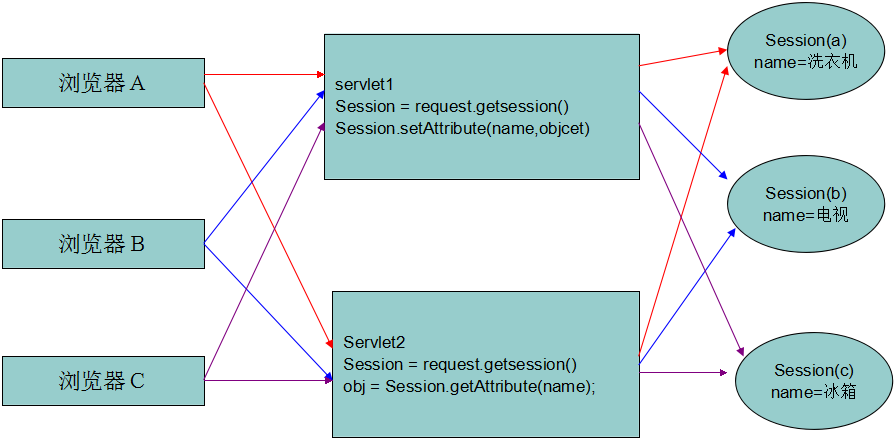 浏览器A
浏览器B
浏览器C
servlet1
Session = request.getsession()
Session.setAttribute(name,objcet)
Servlet2
Session = request.getsession()
obj = Session.getAttribute(name);
Session(a)
name=洗衣机
Session(b)
name=电视
Session(c)
name=冰箱